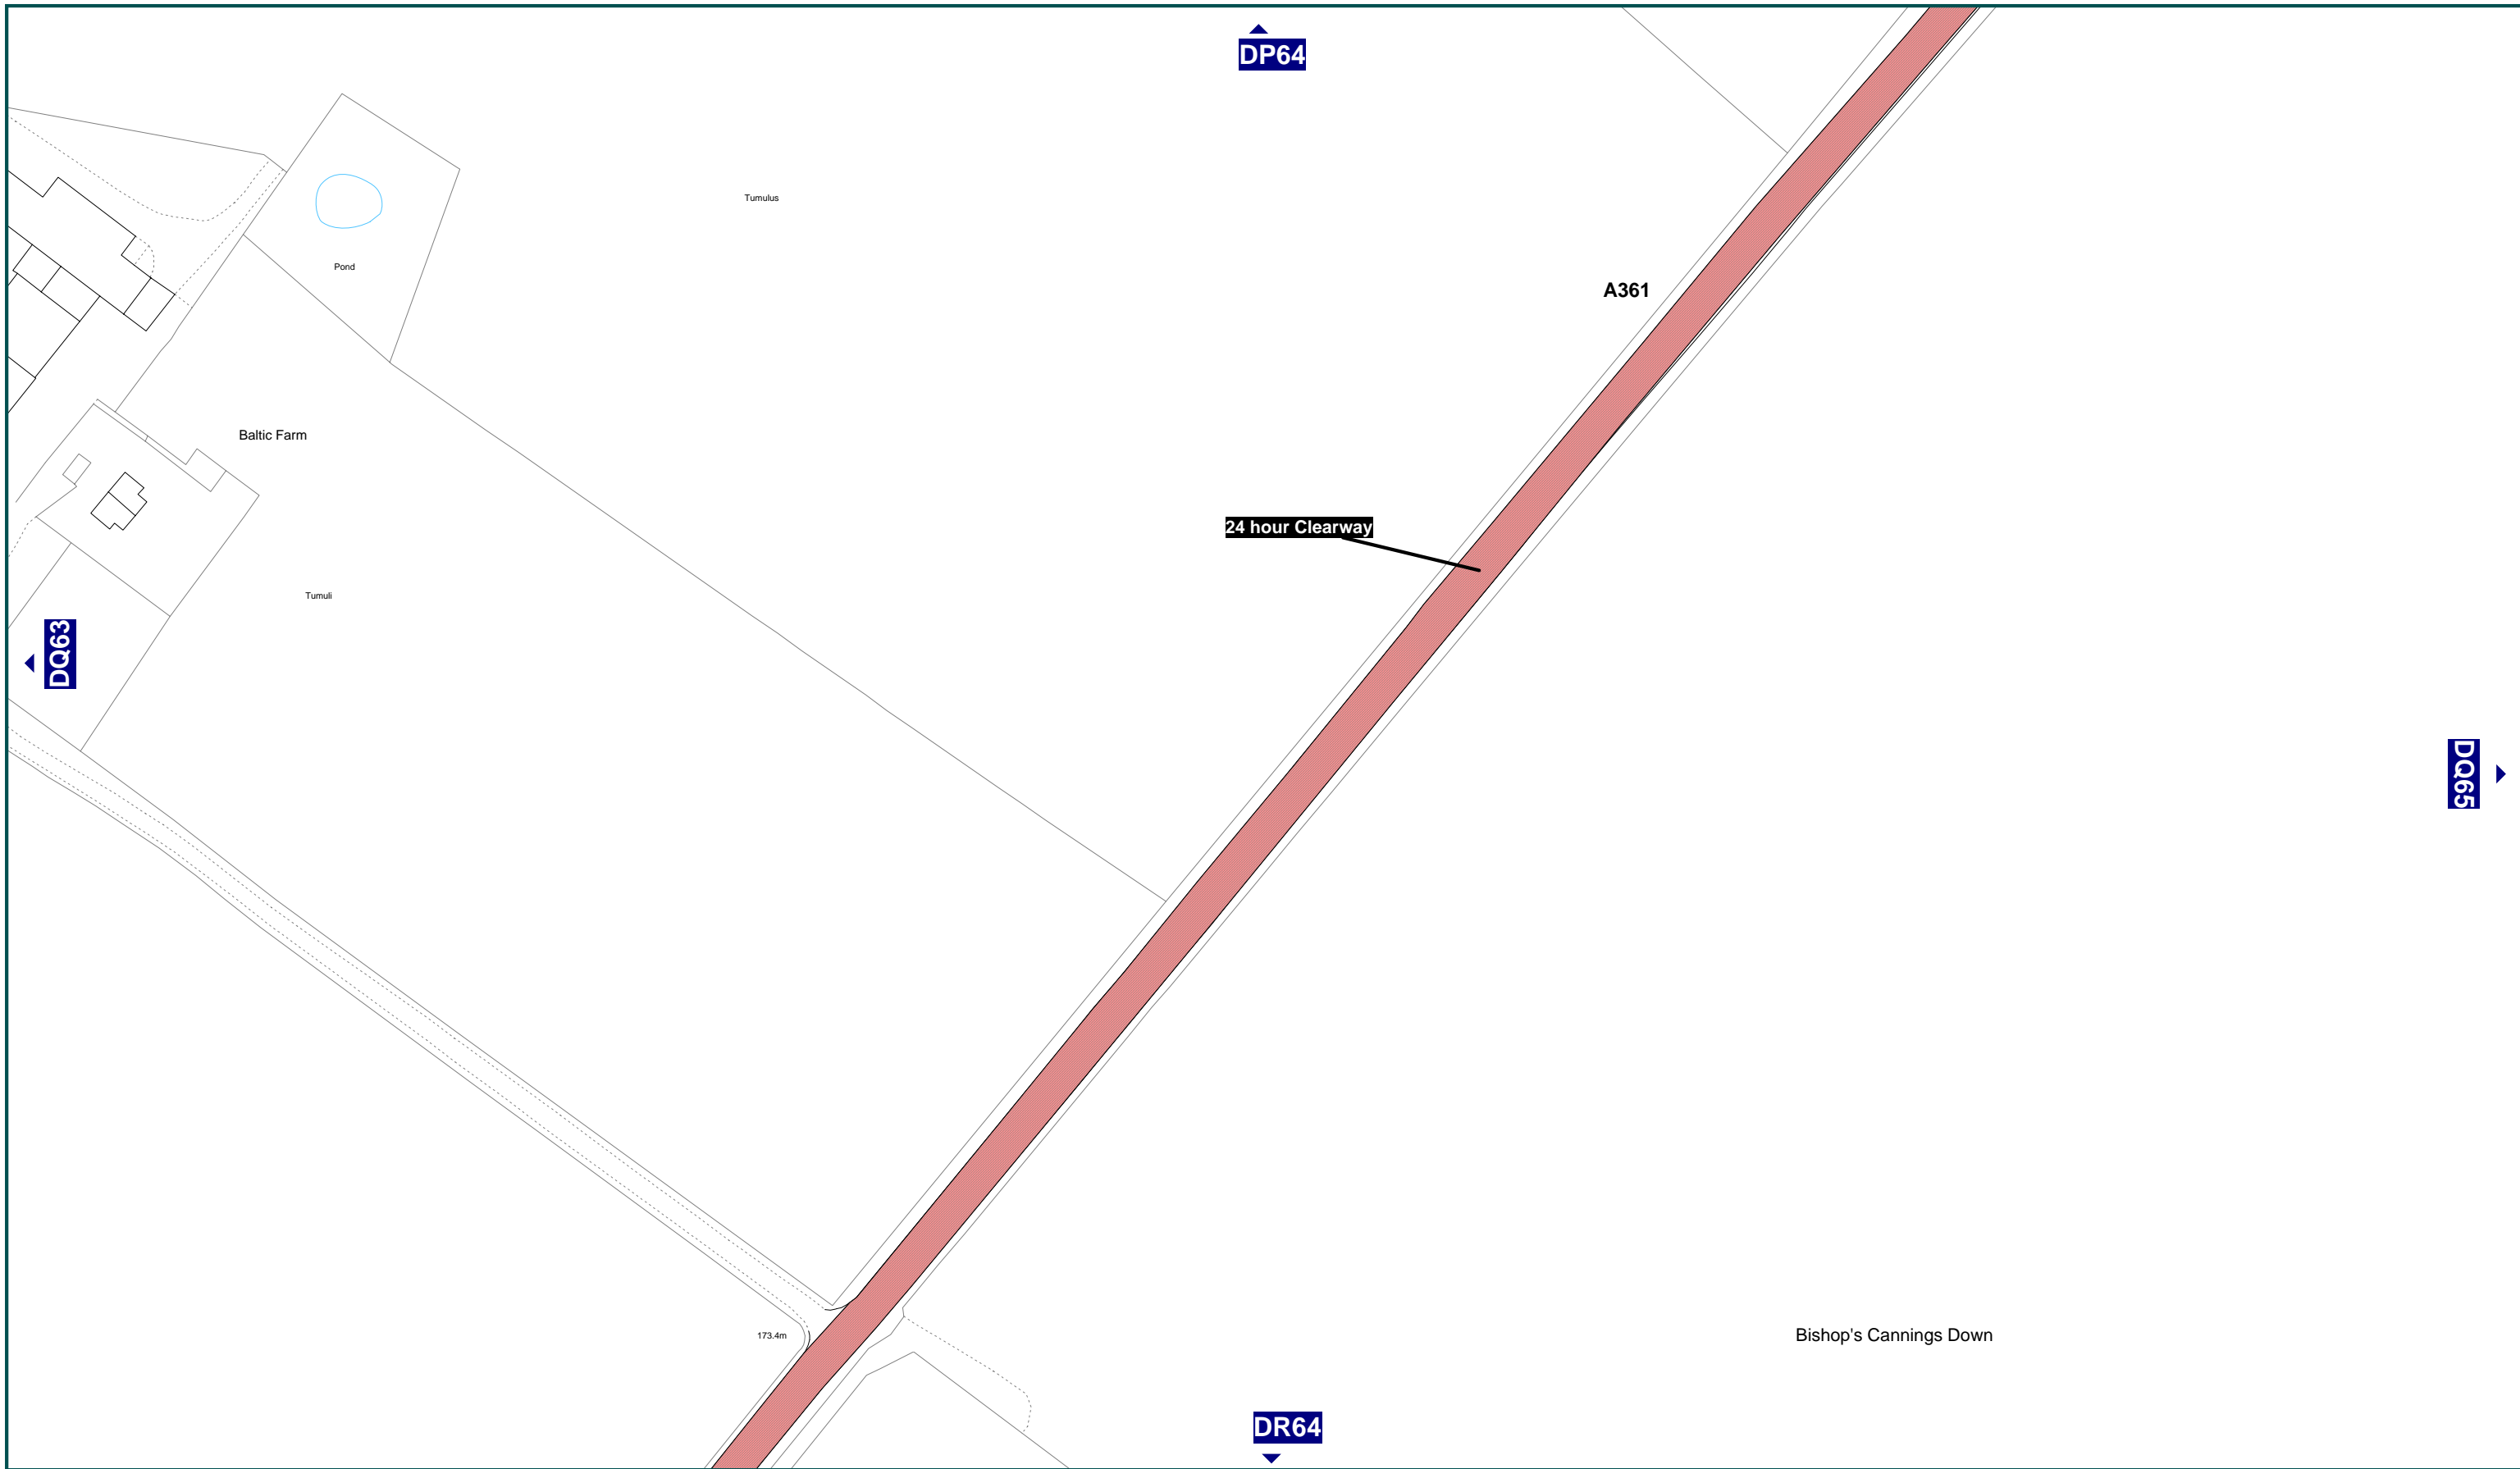 DP64
Tumulus
Pond
A361
Baltic Farm
24 hour Clearway
Tumuli
DQ63
DQ65
173.4m
Bishop's Cannings Down
DR64